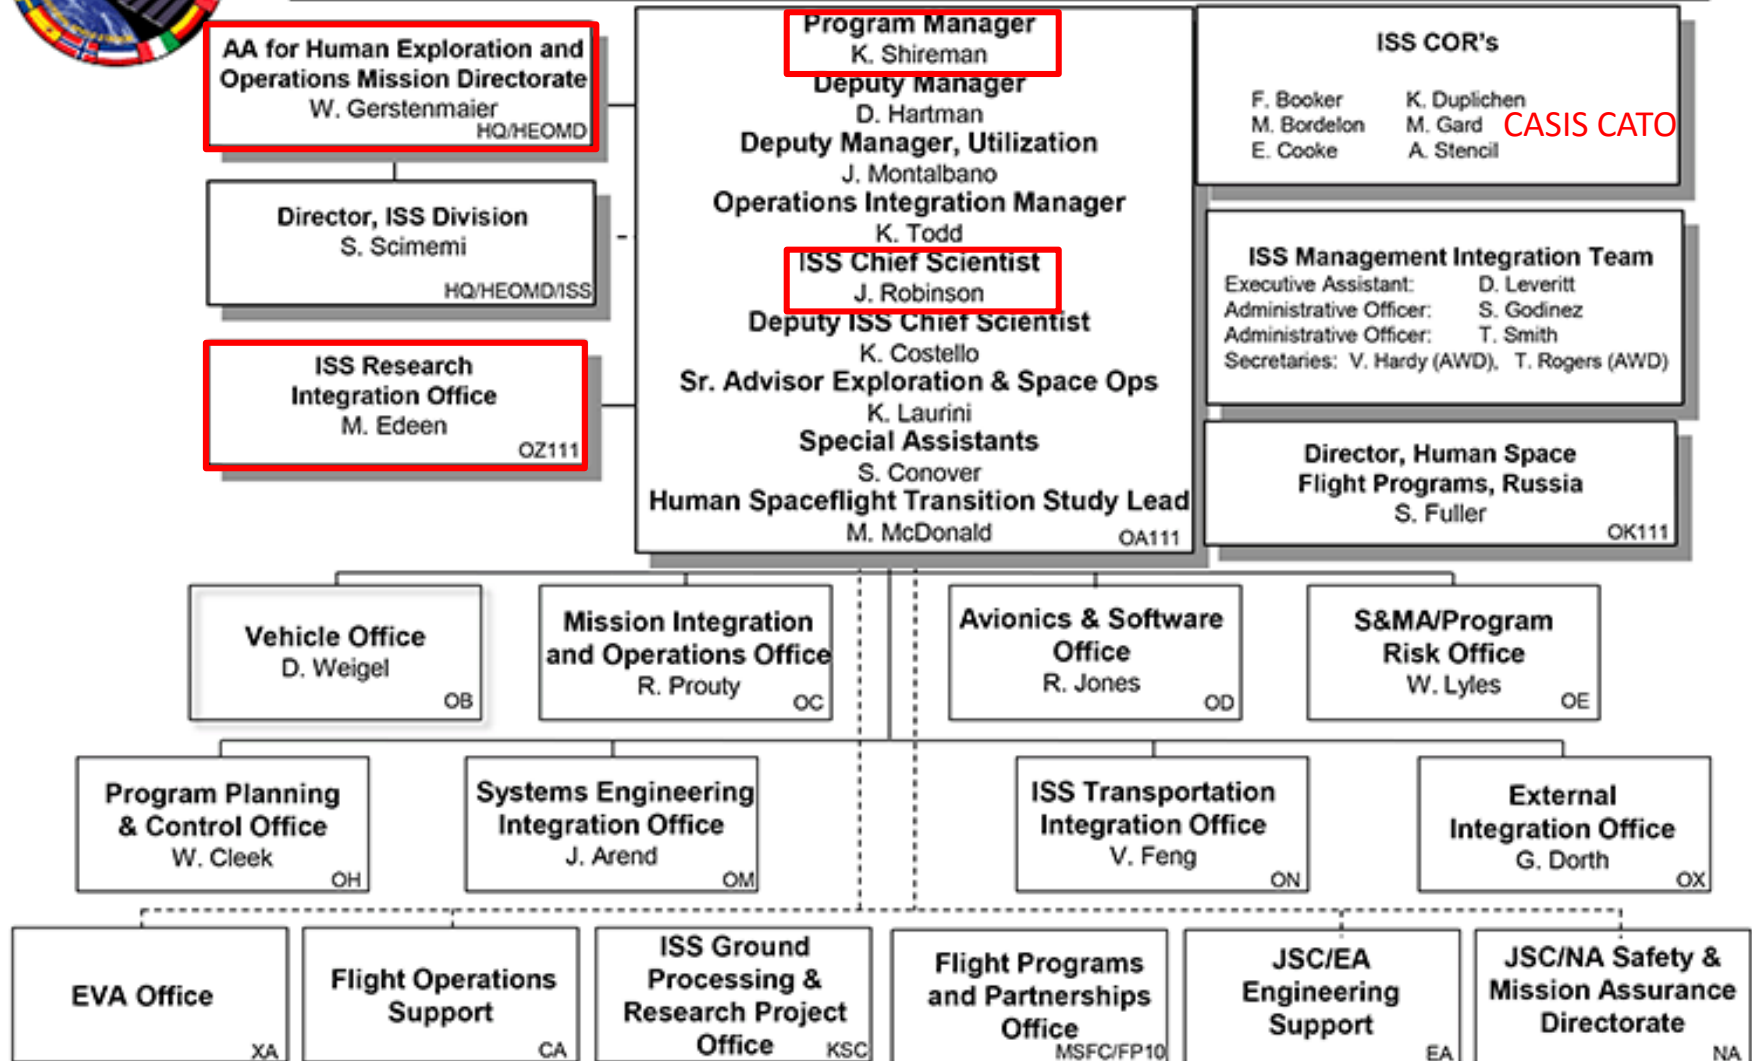 AA for Human Exploration and
Operations Mission Directorate
W. Gerstenmaier
HQ/HEOMD
Director, ISS Division
S. Scimemi
HQ/HEOMD/ISS
ISS Research
Integration Office
M. Edeen
OZ111
Program Manager
K. Shireman
Deputy Manager
D. Hartman
Deputy Manager, Utilization
J. Montalbano
Operations Integration Manager
K. Todd
ISS Chief Scientist
J. Robinson
Deputy ISS Chief Scientist
K. Costello
Sr. Advisor Exploration & Space Ops
K. Laurini
Special Assistants
S. Conover
Human Spaceflight Transition Study Lead
M. McDonald
OA111
ISS COR's
F. Booker K. Duplichen
M. Bordelon M. Gard CASIS CATO
E. Cooke A. Stencil
ISS Management Integration Team
Executive Assistant: D. Leveritt
Administrative Officer: S. Godinez
Administrative Officer: T. Smith
Secretaries: V. Hardy (AWD), T. Rogers (AWD)
Director, Human Space
Flight Programs, Russia
S. Fuller
OK111
Vehicle Office
D. Weigel
OB
Mission Integration
and Operations Office
R. Prouty
OC
Avionics & Software
Office
R. Jones
OD
S&MA/Program
Risk Office
W. Lyles
OE
Program Planning
& Control Office
W. Cleek
OH
Systems Engineering
Integration Office
J. Arend
OM
ISS Transportation
Integration Office
V. Feng
ON
External
Integration Office
G. Dorth
OX
EVA Office
XA
Flight Operations
Support
CA
ISS Ground
Processing &
Research Project
Office
KSC
Flight Programs
and Partnerships
Office
MSFC/FP10
JSC/EA
Engineering
Support
EA
JSC/NA Safety &
Mission Assurance
Directorate
NA